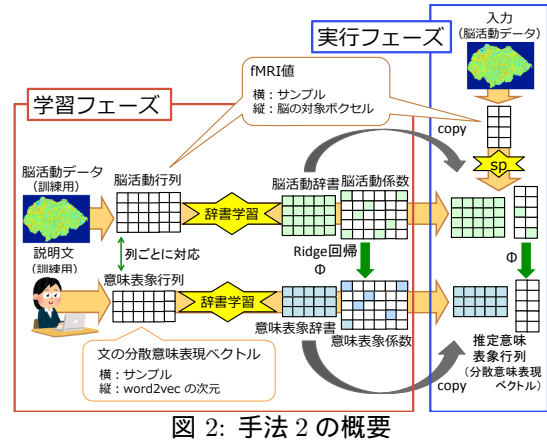 実行フェーズ
入力
(脳活動データ)
fMRI値
横：サンプル
縦：脳の対象ボクセル
学習フェーズ
copy
sp
脳活動データ
(訓練用)
脳活動行列
辞書学習
脳活動辞書
脳活動係数
説明文
(訓練用)
列ごとに対応
Ridge回帰
Φ
Φ
意味表象行列
辞書学習
意味表象辞書
意味表象係数
文の分散意味表現ベクトル
横：サンプル
縦：word2vec の次元
推定意味
表象行列
(分散意味表現
ベクトル)
copy
図 2: 手法 2 の概要